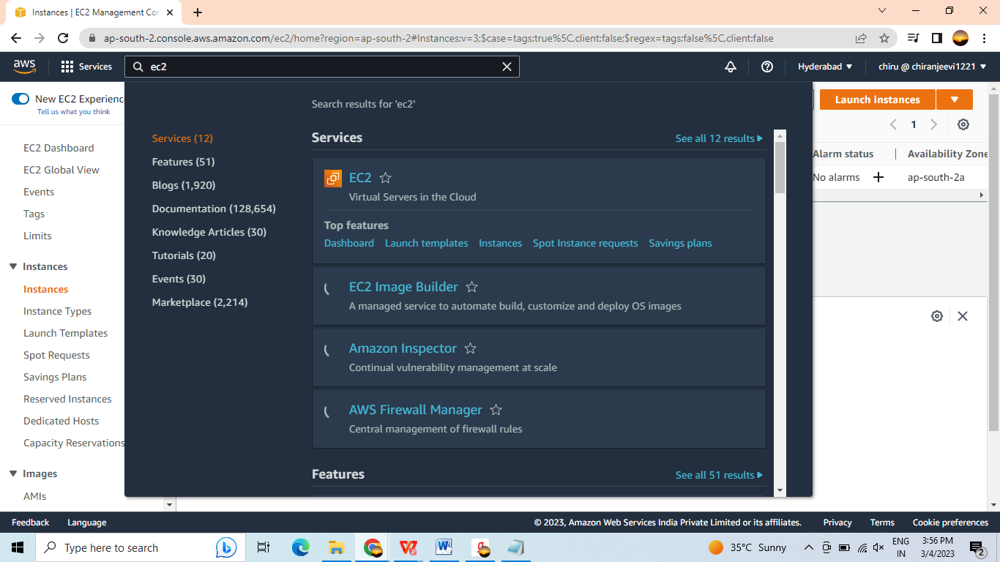 Instances | EC2 Management Con
ap-south-2.console.aws.amazon.com/ec2/home?region=ap-south-2#Instances:v=3;$case=tags:true%5C,client:false;$regex=tags:false%5C,client:false
aws
Services
ec2
Hyderabad
chiru @ chiranjeevi1221
New EC2 Experience
Tell us what you think
EC2 Dashboard
EC2 Global View
Events
Tags
Limits
Instances
Instances
Instance Types
Launch Templates
Spot Requests
Savings Plans
Reserved Instances
Dedicated Hosts
Capacity Reservations
Images
AMIs
Search results for 'ec2'
Services (12)
Features (51)
Blogs (1,920)
Documentation (128,654)
Knowledge Articles (30)
Tutorials (20)
Events (30)
Marketplace (2,214)
Services
See all 12 results
EC2
Virtual Servers in the Cloud
Top features
Dashboard Launch templates Instances Spot Instance requests Savings plans
EC2 Image Builder
A managed service to automate build, customize and deploy OS images
Amazon Inspector
Continual vulnerability management at scale
AWS Firewall Manager
Central management of firewall rules
Features
See all 51 results
Launch instances
1
Alarm status
Availability Zone
No alarms
ap-south-2a
Feedback
Language
© 2023, Amazon Web Services India Private Limited or its affiliates.
Privacy
Terms
Cookie preferences
Type here to search
35°C Sunny
ENG
IN
3:56 PM
3/4/2023
2